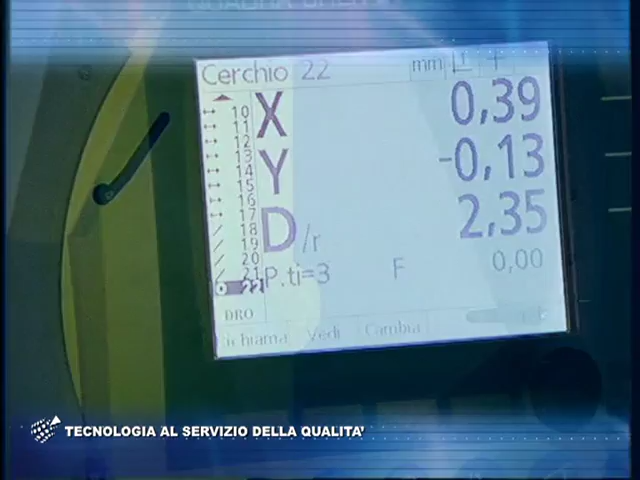 Cerchio 22 mm
10 X 0,39
11
12
13 Y -0,13
14
15
16
17 D/r 2,35
18
19
20
21 P.ti=3 F 0,00
22
DRO
Richiama Vedi Cambia
TECNOLOGIA AL SERVIZIO DELLA QUALITA'